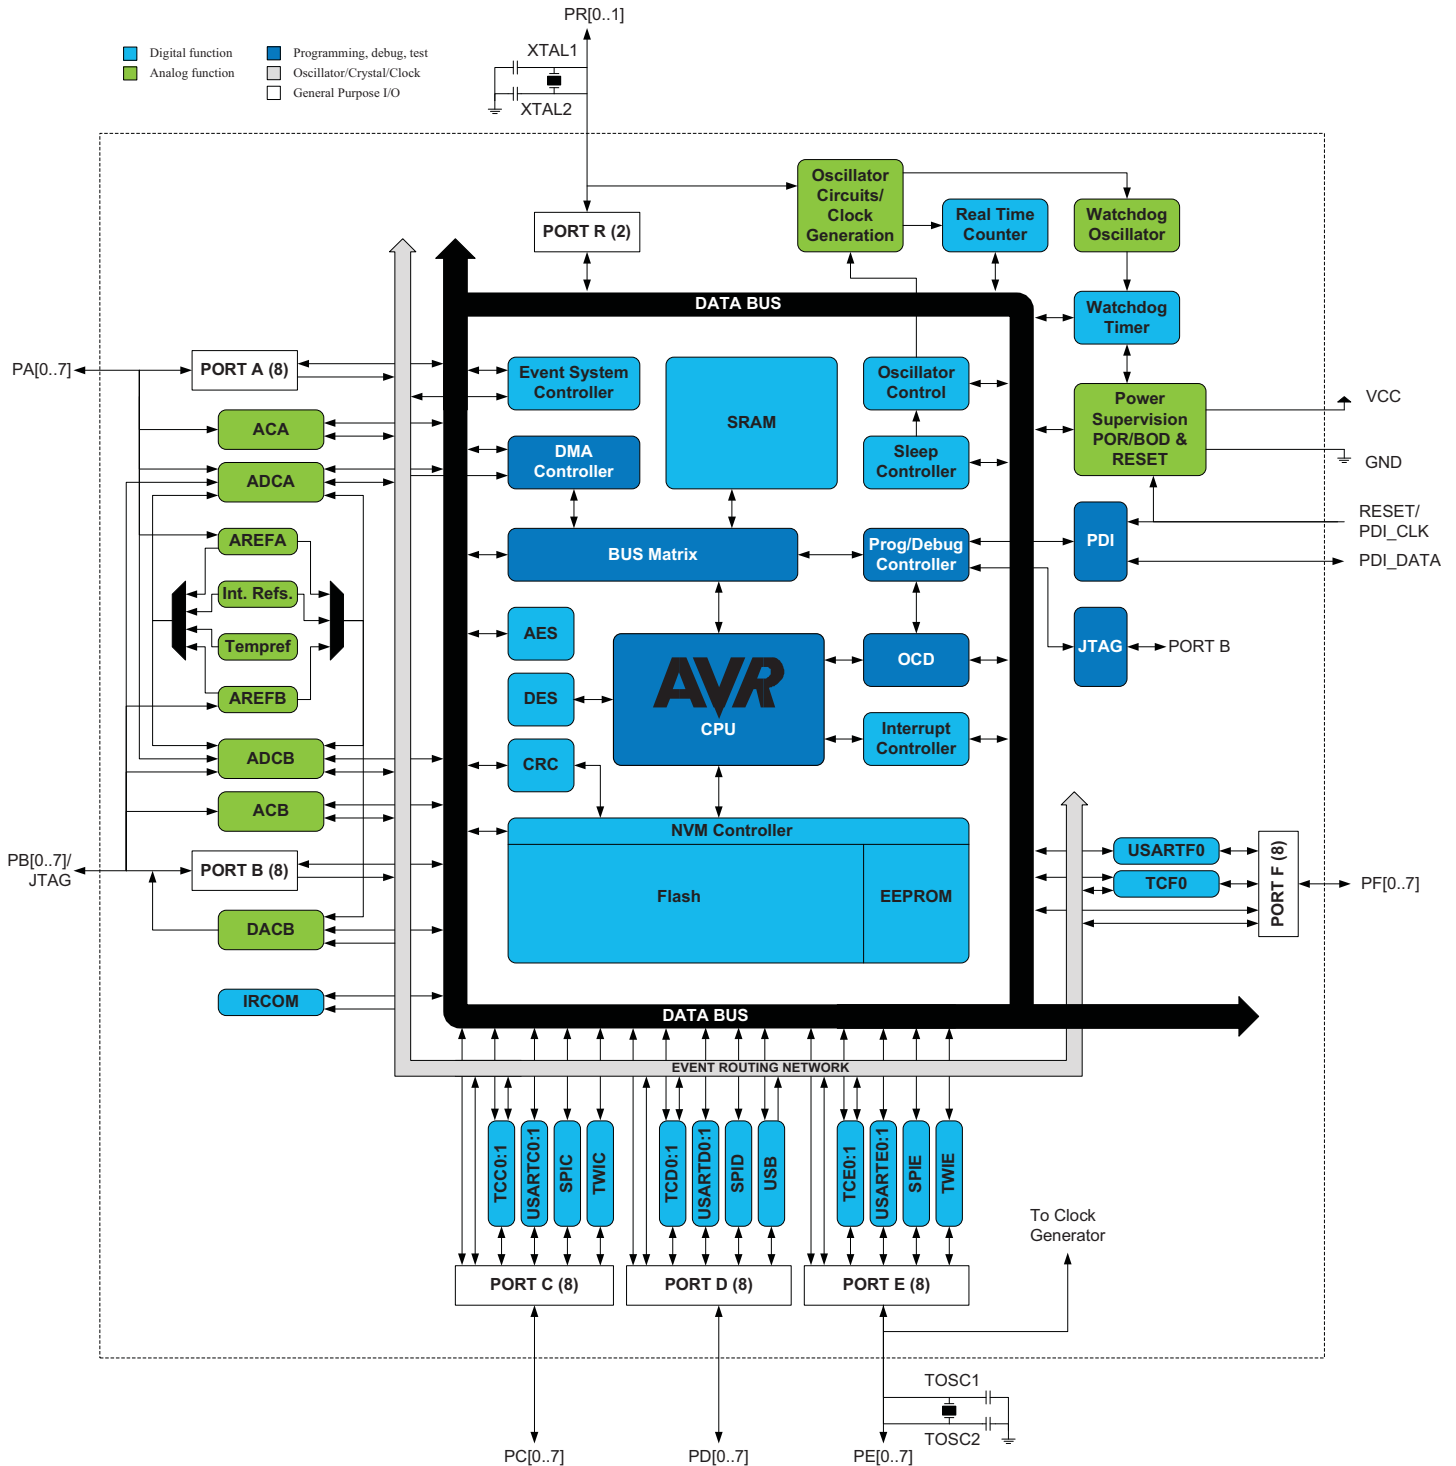 PR[0..1]
Digital function
Programming, debug, test
Analog function
Oscillator/Crystal/Clock
General Purpose I/O
XTAL1
XTAL2
Oscillator
Circuits/
Clock
Generation
Real Time
Counter
Watchdog
Oscillator
PORT R (2)
DATA BUS
Watchdog
Timer
PA[0..7]
PORT A (8)
Event System
Controller
SRAM
Oscillator
Control
Power
Supervision
POR/BOD &
RESET
VCC
GND
ACA
DMA
Controller
Sleep
Controller
ADCA
RESET/
PDI_CLK
PDI_DATA
AREFA
BUS Matrix
Prog/Debug
Controller
PDI
Int. Refs.
Tempref
AREFB
AES
DES
CRC
AVR
CPU
OCD
JTAG
PORT B
Interrupt
Controller
ADCB
ACB
NVM Controller
Flash
EEPROM
USARTF0
TCF0
PORT F (8)
PF[0..7]
PB[0..7]/
JTAG
PORT B (8)
DACB
IRCOM
DATA BUS
EVENT ROUTING NETWORK
TCC0:1
USARTC0:1
SPIC
TWIC
TCD0:1
USARTD0:1
SPID
USB
TCE0:1
USARTE0:1
SPIE
TWIE
To Clock
Generator
PORT C (8)
PORT D (8)
PORT E (8)
TOSC1
TOSC2
PC[0..7]
PD[0..7]
PE[0..7]